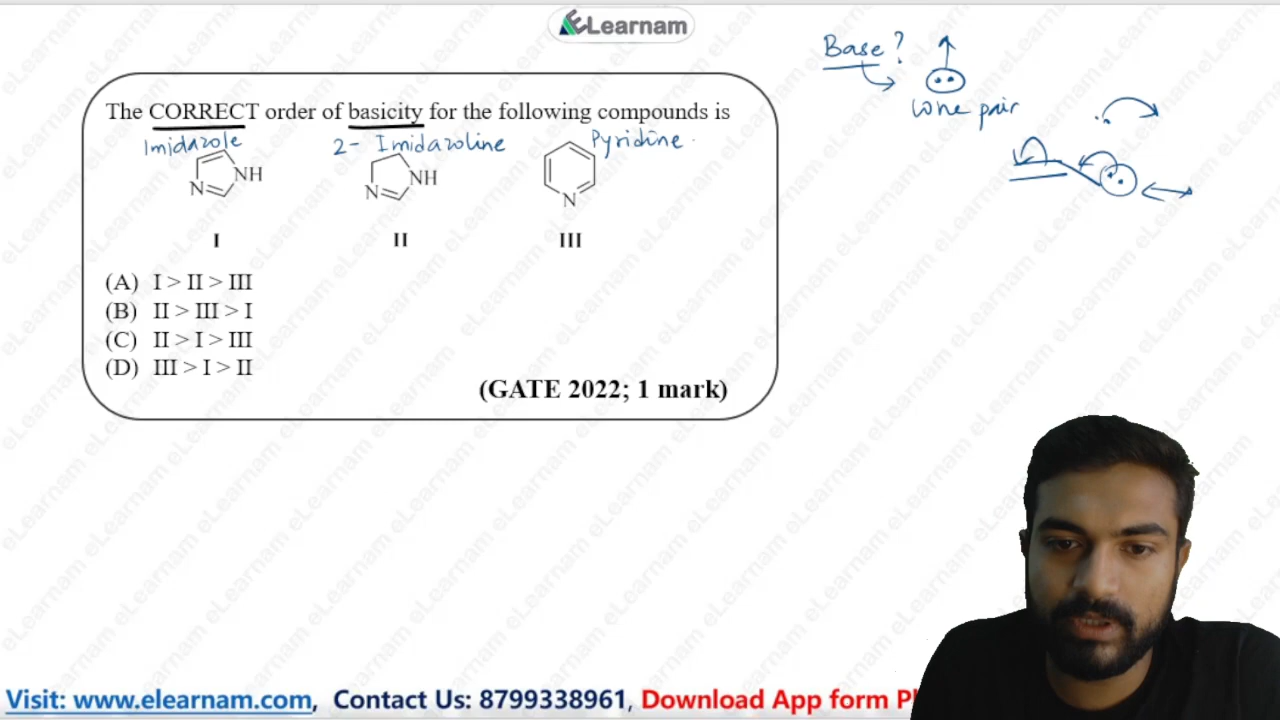 ELearnam
Base ?
lone pair
The CORRECT order of basicity for the following compounds is
Imidazole
2- Imidazoline
Pyridine
N NH
N NH
N
I II III
(A) I > II > III
(B) II > III > I
(C) II > I > III
(D) III > I > II
(GATE 2022; 1 mark)
Visit: www.elearnam.com, Contact Us: 8799338961, Download App form Pl